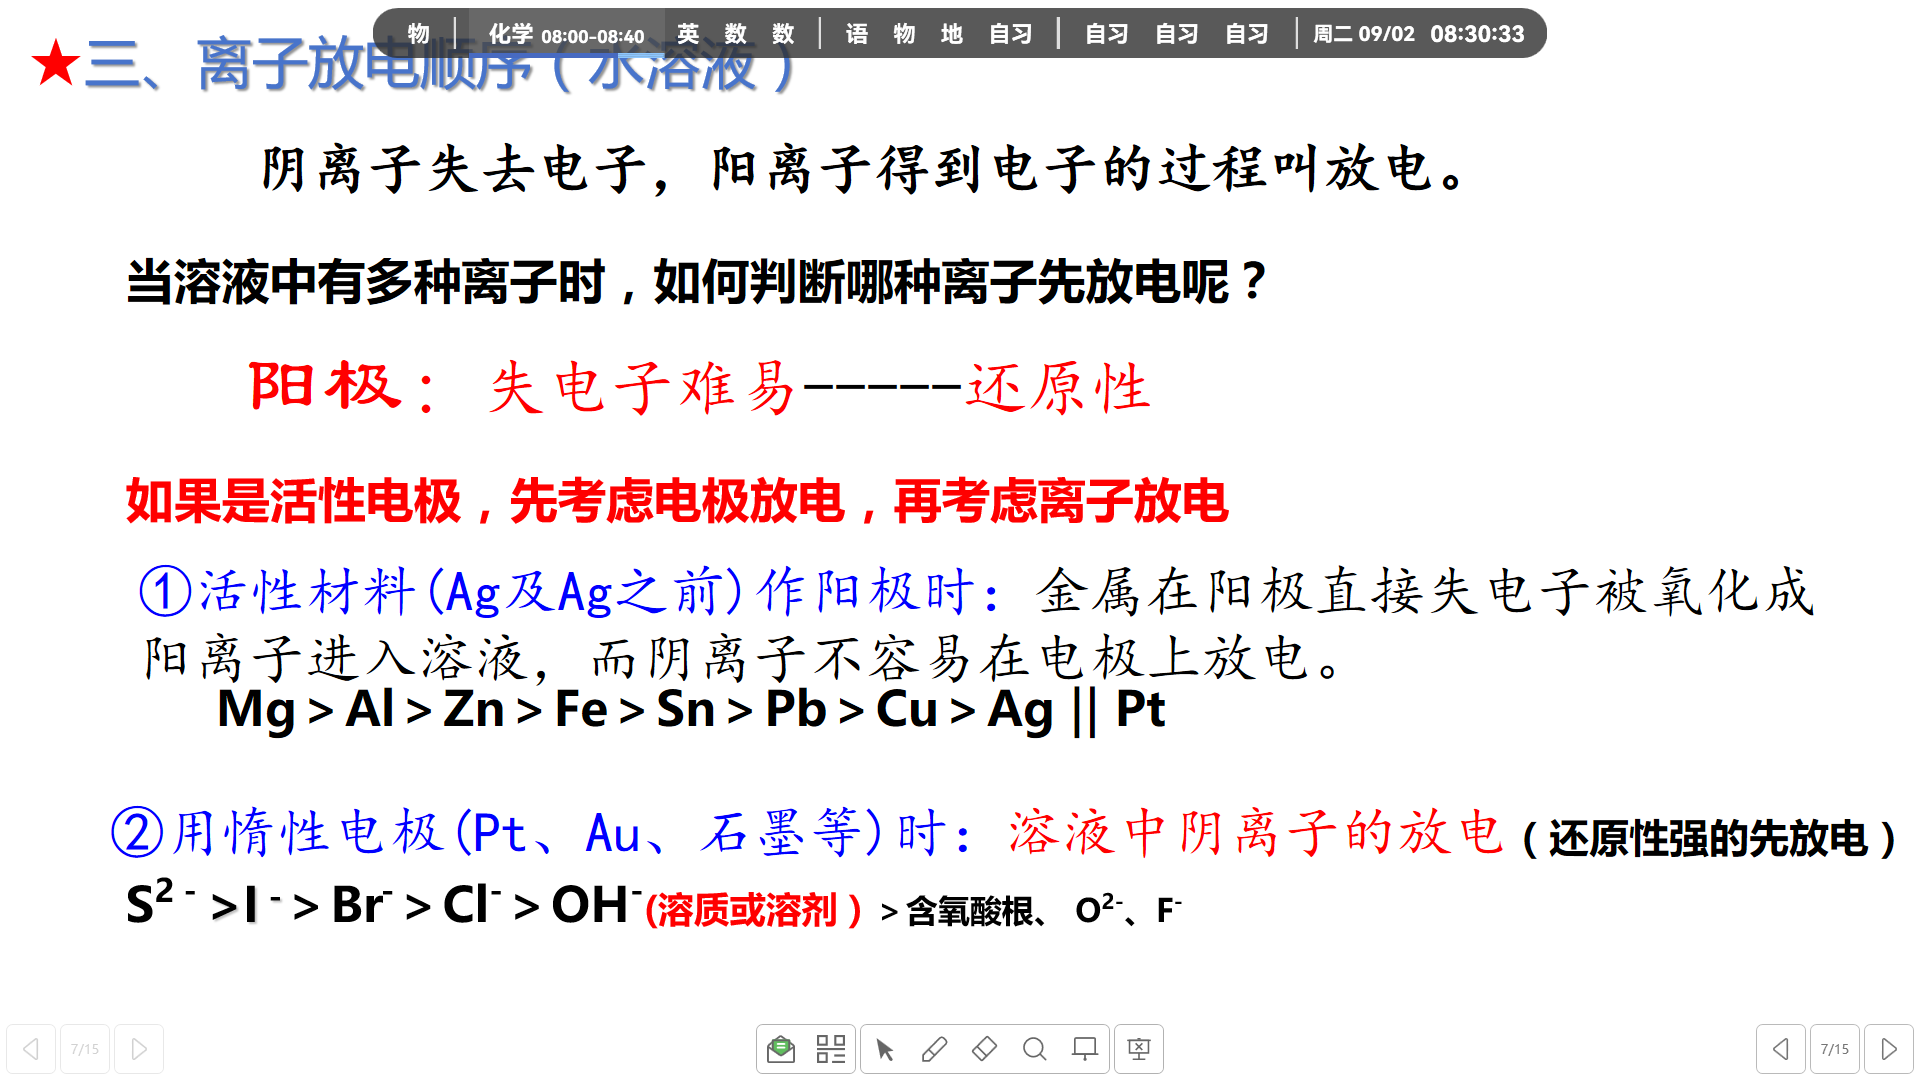 物 | 化学 08:00-08:40 英 数 数 | 语 物 地 自习 | 自习 自习 自习 | 周二 09/02 08:30:33
★三、离子放电顺序（水溶液）
阴离子失去电子，阳离子得到电子的过程叫放电。
当溶液中有多种离子时，如何判断哪种离子先放电呢？
阳极：失电子难易-----还原性
如果是活性电极，先考虑电极放电，再考虑离子放电
①活性材料(Ag及Ag之前)作阳极时：金属在阳极直接失电子被氧化成
阳离子进入溶液，而阴离子不容易在电极上放电。
Mg＞Al＞Zn＞Fe＞Sn＞Pb＞Cu＞Ag || Pt
②用惰性电极(Pt、Au、石墨等)时：溶液中阴离子的放电（还原性强的先放电）
S²⁻＞I⁻＞Br⁻＞Cl⁻＞OH⁻(溶质或溶剂）＞含氧酸根、 O²⁻、F⁻
7/15
7/15